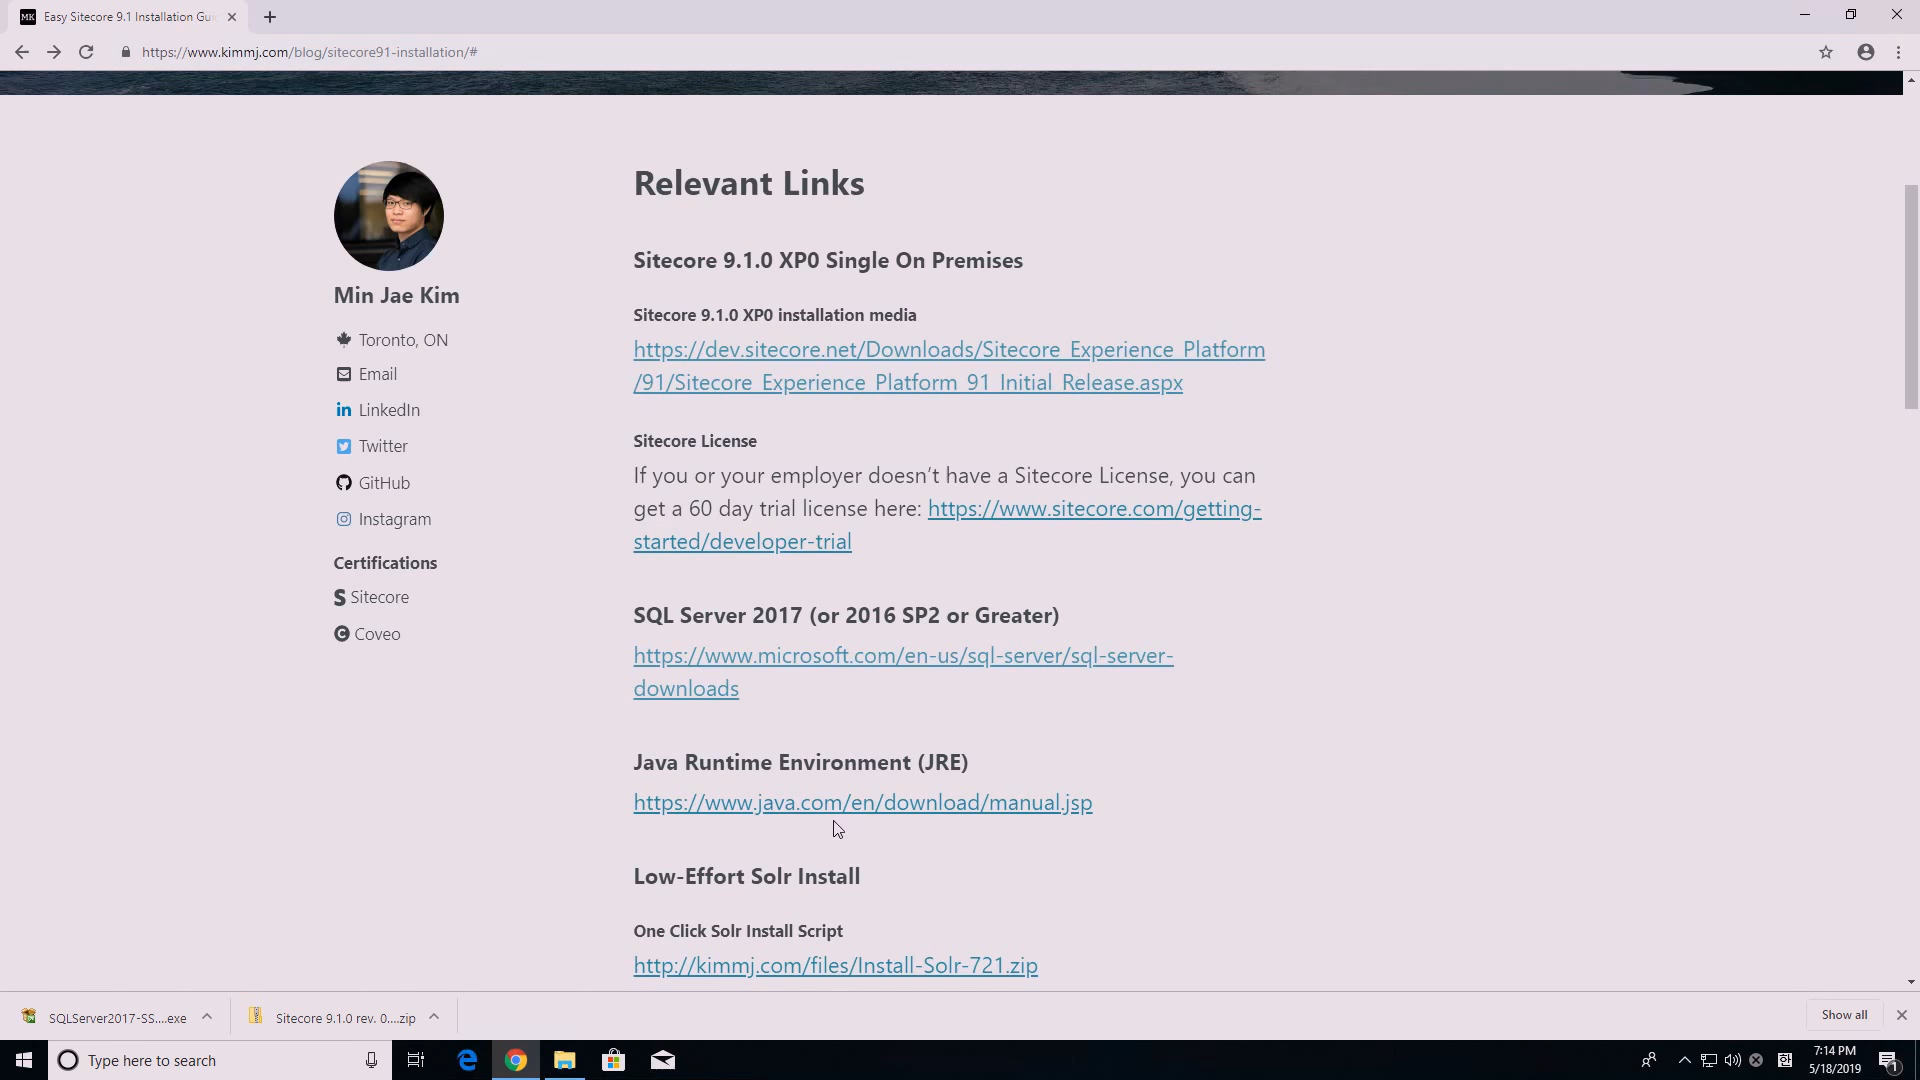 MK Easy Sitecore 9.1 Installation Gui
https://www.kimmj.com/blog/sitecore91-installation/#
Relevant Links
Sitecore 9.1.0 XP0 Single On Premises
Sitecore 9.1.0 XP0 installation media
https://dev.sitecore.net/Downloads/Sitecore_Experience_Platform
/91/Sitecore_Experience_Platform_91_Initial_Release.aspx
Sitecore License
If you or your employer doesn’t have a Sitecore License, you can
get a 60 day trial license here: https://www.sitecore.com/getting-
started/developer-trial
SQL Server 2017 (or 2016 SP2 or Greater)
https://www.microsoft.com/en-us/sql-server/sql-server-
downloads
Java Runtime Environment (JRE)
https://www.java.com/en/download/manual.jsp
Low-Effort Solr Install
One Click Solr Install Script
http://kimmj.com/files/Install-Solr-721.zip
Min Jae Kim
Toronto, ON
Email
LinkedIn
Twitter
GitHub
Instagram
Certifications
Sitecore
Coveo
SQLServer2017-SS....exe
Sitecore 9.1.0 rev. 0....zip
Show all
Type here to search
7:14 PM
5/18/2019
1